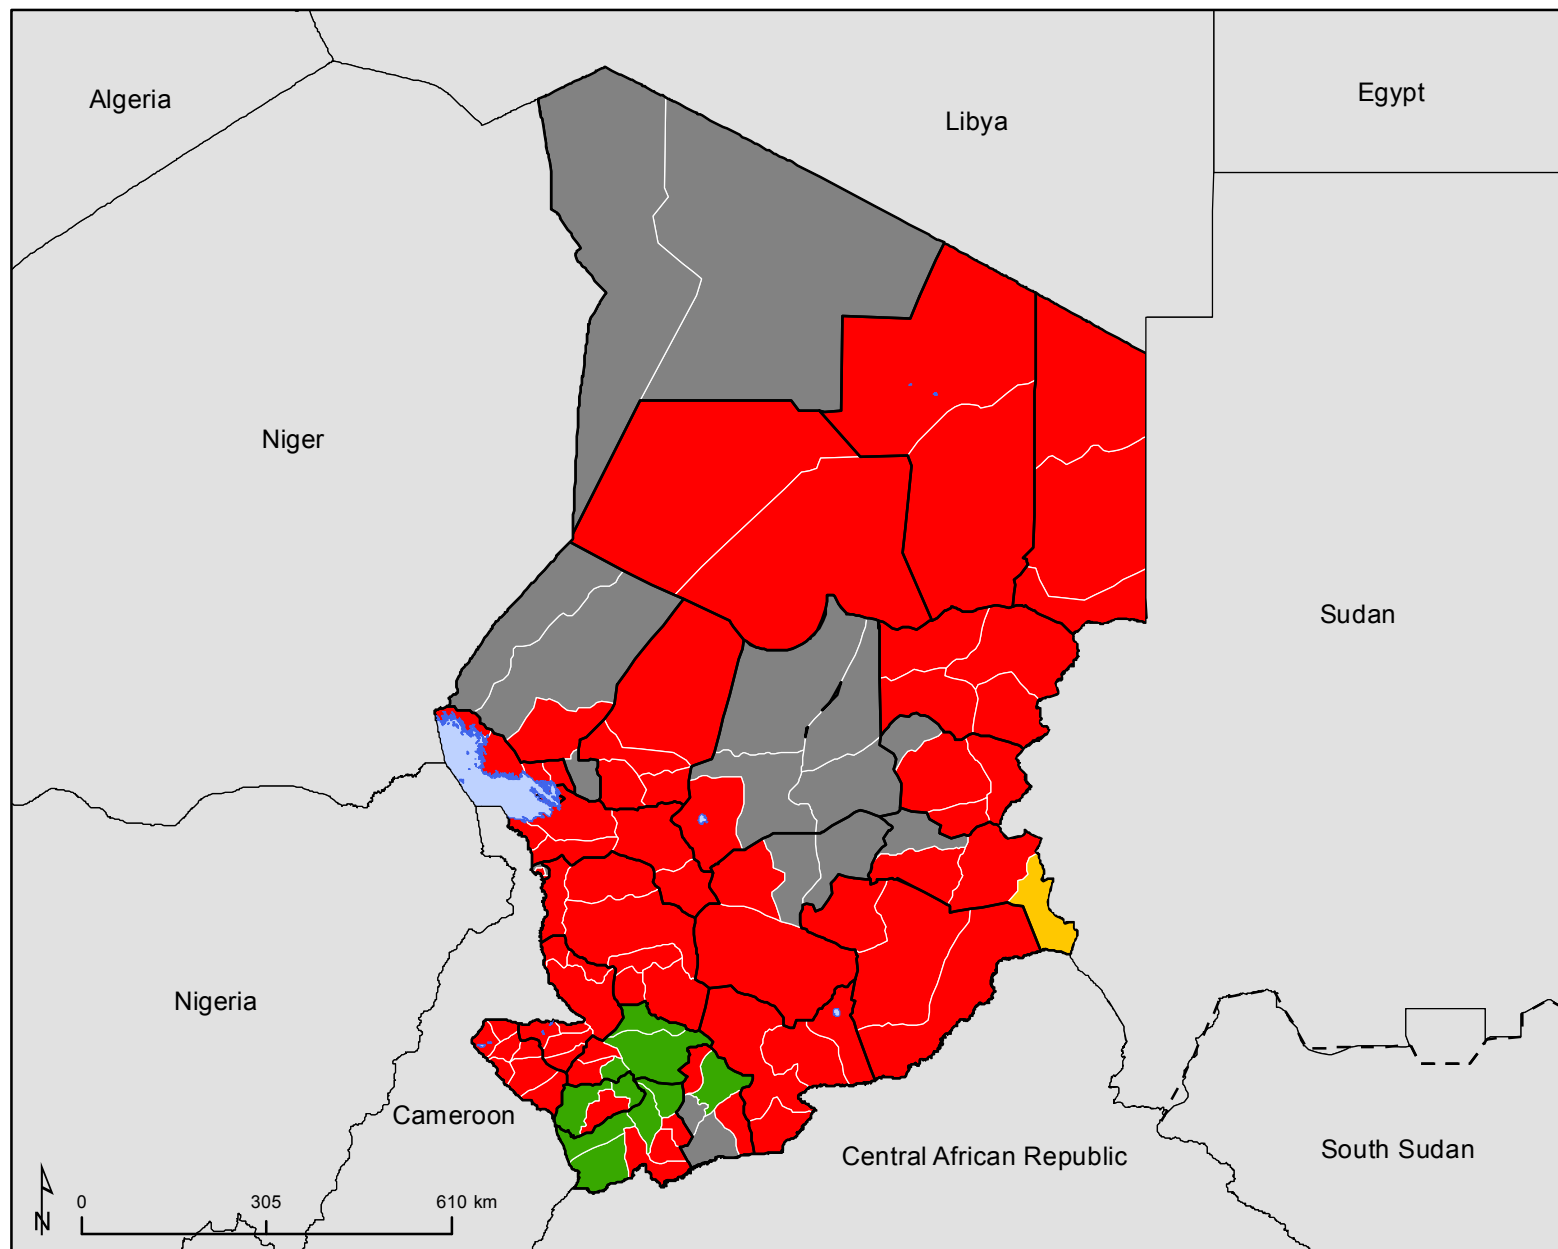 Algeria
Libya
Egypt
Niger
Sudan
Nigeria
Cameroon
Central African Republic
South Sudan
0 305 610 km
N